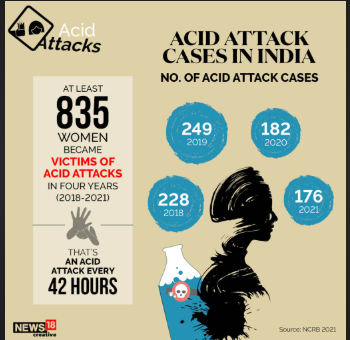 Acid
Attacks
ACID ATTACK
CASES IN INDIA
NO. OF ACID ATTACK CASES
AT LEAST
835
WOMEN
BECAME
VICTIMS OF
ACID ATTACKS
IN FOUR YEARS
(2018-2021)
THAT'S
AN ACID
ATTACK EVERY
42 HOURS
249
2019
182
2020
228
2018
176
2021
NEWS18
creative
Source: NCRB 2021